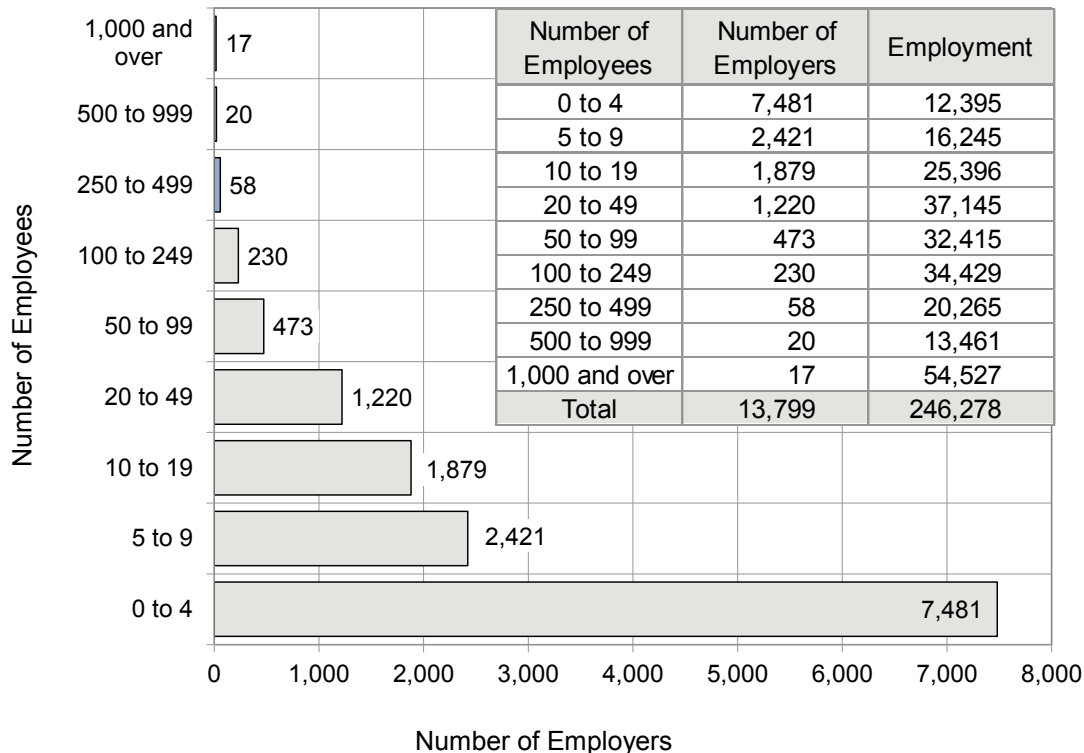 Number of Employees
1,000 and
over
17
500 to 999
20
250 to 499
58
100 to 249
230
50 to 99
473
20 to 49
1,220
10 to 19
1,879
5 to 9
2,421
0 to 4
7,481
0 1,000 2,000 3,000 4,000 5,000 6,000 7,000 8,000
Number of Employers
Number of Employees Number of Employers Employment
0 to 4 7,481 12,395
5 to 9 2,421 16,245
10 to 19 1,879 25,396
20 to 49 1,220 37,145
50 to 99 473 32,415
100 to 249 230 34,429
250 to 499 58 20,265
500 to 999 20 13,461
1,000 and over 17 54,527
Total 13,799 246,278